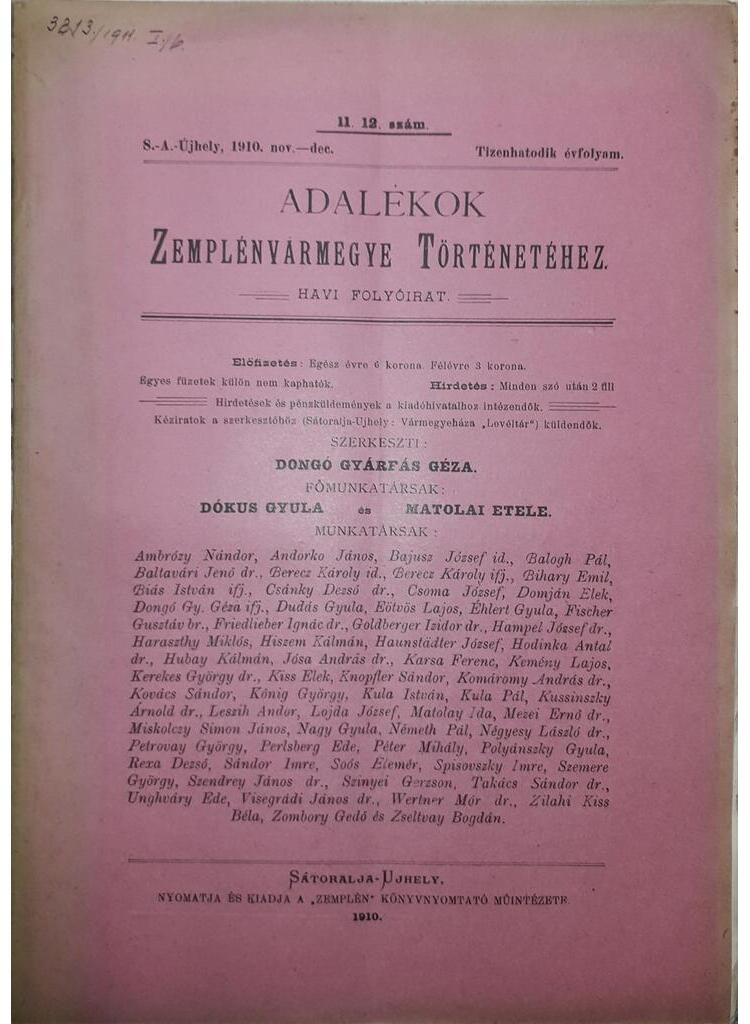 3813/1911. I/6.
11. 12. szám.
S.-A.-Újhely, 1910. nov.—dec. Tizenhatodik évfolyam.
ADALÉKOK
ZEMPLÉNVÁRMEGYE TÖRTÉNETÉHEZ.
HAVI FOLYÓIRAT.
Előfizetés: Egész évre 6 korona. Félévre 3 korona.
Egyes füzetek külön nem kaphatók. Hirdetés: Minden szó után 2 fill
Hirdetések és pénzküldemények a kiadóhivatalhoz intézendők.
Kéziratok a szerkesztőhöz (Sátoralja-Ujhely: Vármegyeháza „Levéltár") küldendők.
SZERKESZTI:
DONGÓ GYÁRFÁS GÉZA.
FŐMUNKATÁRSAK:
DÓKUS GYULA és MATOLAI ETELE.
MUNKATÁRSAK:
Ambrózy Nándor, Andorko János, Bajusz József id., Balogh Pál,
Baltavári Jenő dr., Berecz Károly id., Berecz Károly ifj., Bihary Emil,
Biás István ifj., Csánky Dezső dr., Csoma József, Domján Elek,
Dongó Gy. Géza ifj., Dudás Gyula, Eötvös Lajos, Éhlert Gyula, Fischer
Gusztáv br., Friedlieber Ignác dr., Goldberger Izidor dr., Hampel József dr.,
Haraszthy Miklós, Hiszem Kálmán, Haunstädter József, Hodinka Antal
dr., Hubay Kálmán, Jósa András dr., Karsa Ferenc, Kemény Lajos,
Kerekes György dr., Kiss Elek, Knopfler Sándor, Komáromy András dr.,
Kovács Sándor, König György, Kula István, Kula Pál, Kussinszky
Arnold dr., Leszih Andor, Lojda József, Matolay Ida, Mezei Ernő dr.,
Miskolczy Simon János, Nagy Gyula, Németh Pál, Négyesy László dr.,
Petrovay György, Perlsberg Ede, Péter Mihály, Polyánszky Gyula,
Rexa Dezső, Sándor Imre, Soós Elemér, Spisovszky Imre, Szemere
György, Szendrey János dr., Szinyei Gerzson, Takács Sándor dr.,
Unghváry Ede, Visegrádi János dr., Wertner Mór dr., Zilahi Kiss
Béla, Zombory Gedő és Zseltvay Bogdán.
SÁTORALJA-UJHELY,
NYOMATJA ÉS KIADJA A „ZEMPLÉN" KÖNYVNYOMTATÓ MŰINTÉZETE
1910.